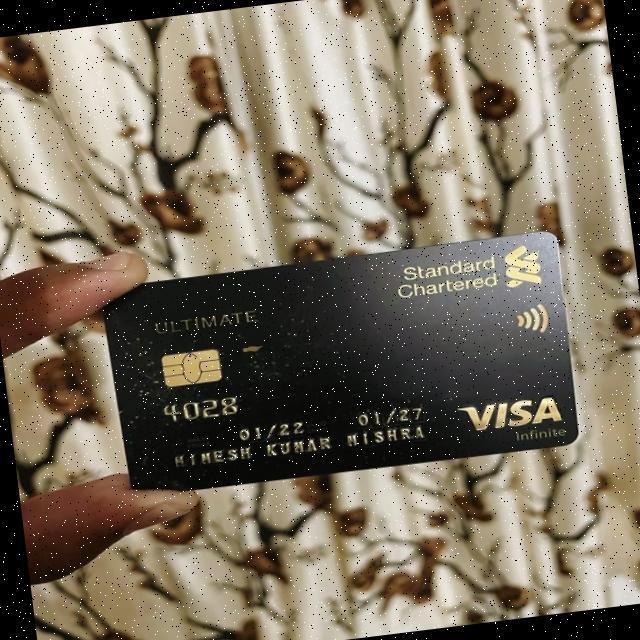 Standard
Chartered
ULTIMATE
4028
01/22 01/27
HIMESH KUMAR MISHRA
VISA
Infinite